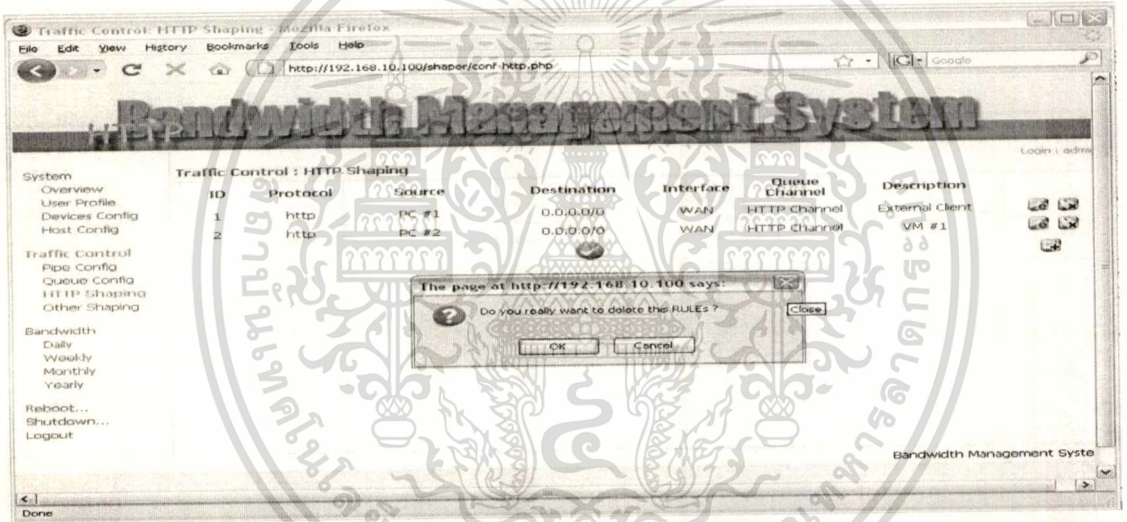 Traffic Control: HTTP Shaping - Mozilla Firefox
File Edit View History Bookmarks Tools Help
http://192.168.10.100/shaper/conf-http.php
Google
HTTP Bandwidth Management System
Login : admi
System
Overview
User Profile
Devices Config
Host Config
Traffic Control
Pipe Config
Queue Config
HTTP Shaping
Other Shaping
Bandwidth
Daily
Weekly
Monthly
Yearly
Reboot...
Shutdown...
Logout
Traffic Control : HTTP Shaping
ID Protocol Source Destination Interface Queue Channel Description
1 http PC #1 0.0.0.0/0 WAN HTTP Channel External Client
2 http PC #2 0.0.0.0/0 WAN HTTP Channel VM #1
The page at http://192.168.10.100 says:
Close
Do you really want to delete this RULEs ?
OK Cancel
Bandwidth Management Syste
Done